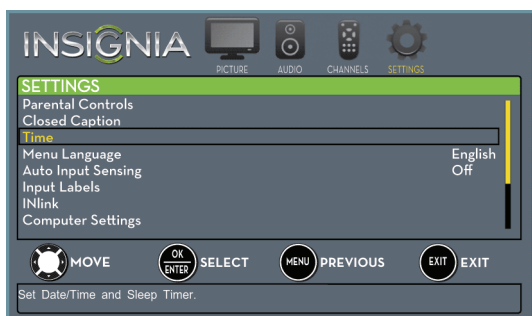 INSIGNIA
PICTURE AUDIO CHANNELS SETTINGS
SETTINGS
Parental Controls
Closed Caption
Time
Menu Language English
Auto Input Sensing Off
Input Labels
INlink
Computer Settings
MOVE OK ENTER SELECT MENU PREVIOUS EXIT EXIT
Set Date/Time and Sleep Timer.